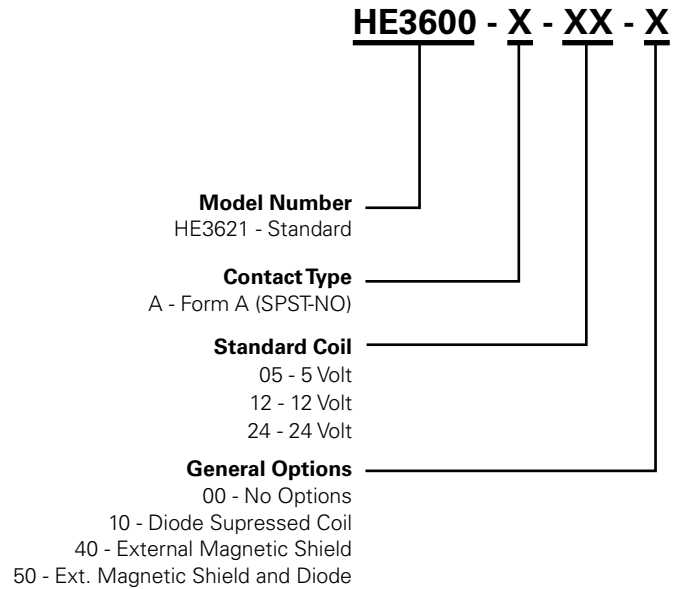 HE3600 - X - XX - X
Model Number
HE3621 - Standard
Contact Type
A - Form A (SPST-NO)
Standard Coil
05 - 5 Volt
12 - 12 Volt
24 - 24 Volt
General Options
00 - No Options
10 - Diode Supressed Coil
40 - External Magnetic Shield
50 - Ext. Magnetic Shield and Diode